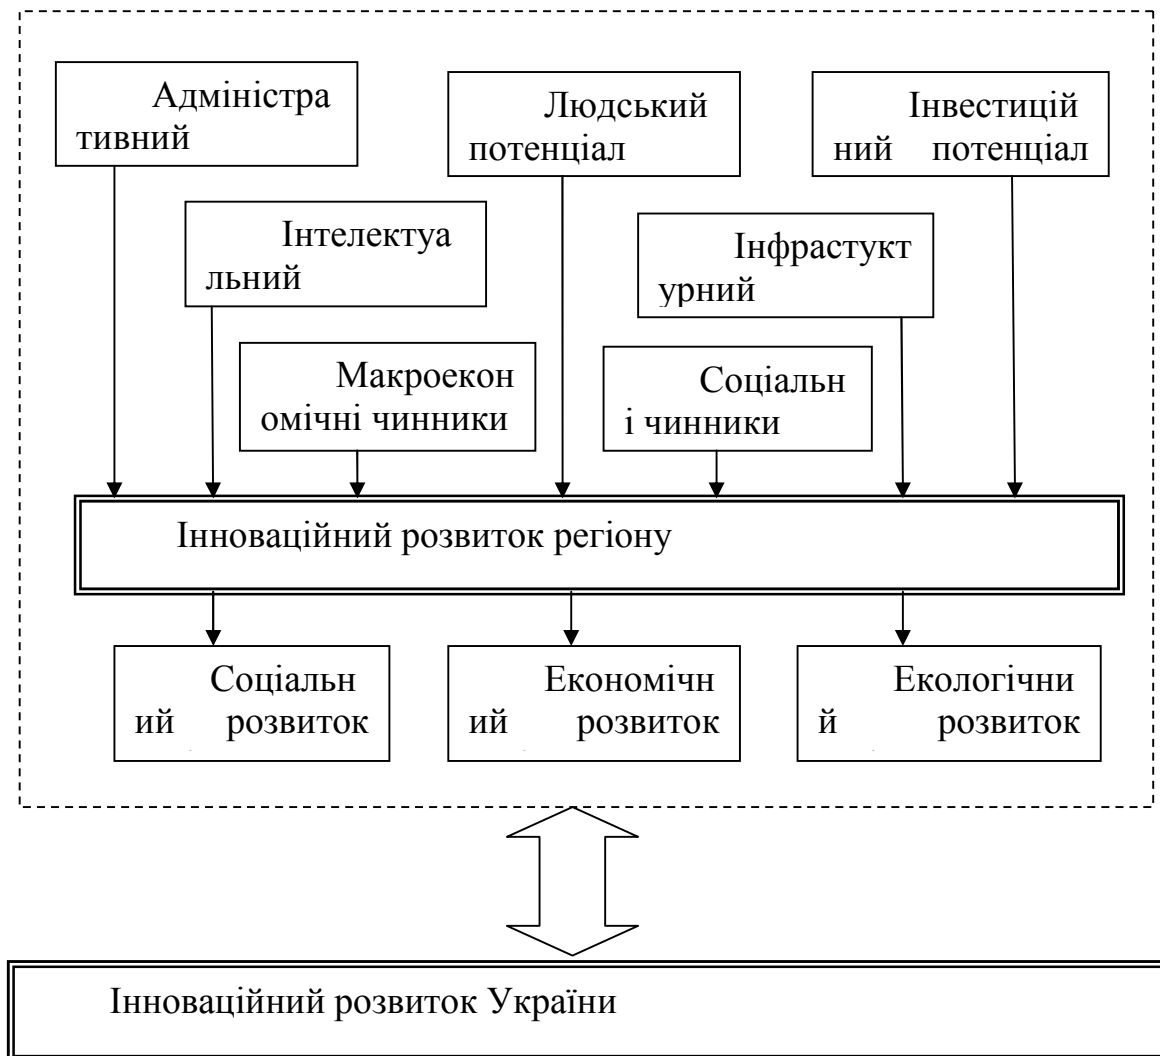 Адміністра
тивний
Людський
потенціал
Інвестицій
ний потенціал
Інтелектуа
льний
Інфрастукт
урний
Макроекон
омічні чинники
Соціальн
і чинники
Інноваційний розвиток регіону
Соціальн
ий розвиток
Економічн
ий розвиток
Екологічни
й розвиток
Інноваційний розвиток України